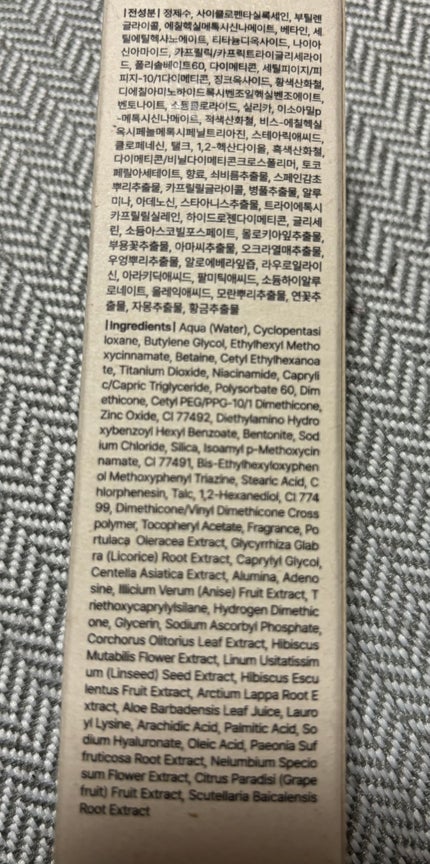 |전성분| 정제수, 사이클로펜타실록세인, 부틸렌
글라이콜, 에칠헥실메톡시신나메이트, 베타인, 세
틸에틸헥사노에이트, 티타늄디옥사이드, 나이아
신아마이드, 카프릴릭/카프릭트라이글리세라이
드, 폴리솔베이트60, 다이메티콘, 세틸피이지/피
피지-10/1다이메티콘, 징크옥사이드, 황색산화철,
디에칠아미노하이드록시벤조일헥실벤조에이트,
벤토나이트, 소듐클로라이드, 실리카, 이소아밀p
-메톡시신나메이트, 적색산화철, 비스-에칠헥실
옥시페놀메톡시페닐트리아진, 스테아릭애씨드,
클로페네신, 탤크, 1,2-헥산다이올, 흑색산화철,
다이메티콘/비닐다이메티콘크로스폴리머, 토코
페릴아세테이트, 향료, 쇠비름추출물, 스페인감초
뿌리추출물, 카프릴릴글라이콜, 병풀추출물, 알루
미나, 아데노신, 스타아니스추출물, 트라이에톡시
카프릴릴실레인, 하이드로젠다이메티콘, 글리세
린, 소듐아스코빌포스페이트, 몰로키아잎추출물,
부용꽃추출물, 아마씨추출물, 오크라열매추출물,
우엉뿌리추출물, 알로에베라잎즙, 라우로일라이
신, 아라키딕애씨드, 팔미틱애씨드, 소듐하이알루
로네이트, 올레익애씨드, 모란뿌리추출물, 연꽃추
출물, 자몽추출물, 황금추출물
|Ingredients| Aqua (Water), Cyclopentasi
loxane, Butylene Glycol, Ethylhexyl Metho
xycinnamate, Betaine, Cetyl Ethylhexanoa
te, Titanium Dioxide, Niacinamide, Capryli
c/Capric Triglyceride, Polysorbate 60, Dim
ethicone, Cetyl PEG/PPG-10/1 Dimethicone,
Zinc Oxide, CI 77492, Diethylamino Hydro
xybenzoyl Hexyl Benzoate, Bentonite, Sod
ium Chloride, Silica, Isoamyl p-Methoxycin
namate, CI 77491, Bis-Ethylhexyloxyphen
ol Methoxyphenyl Triazine, Stearic Acid, C
hlorphenesin, Talc, 1,2-Hexanediol, CI 774
99, Dimethicone/Vinyl Dimethicone Cross
polymer, Tocopheryl Acetate, Fragrance, Po
rtulaca Oleracea Extract, Glycyrrhiza Glab
ra (Licorice) Root Extract, Caprylyl Glycol,
Centella Asiatica Extract, Alumina, Adeno
sine, Illicium Verum (Anise) Fruit Extract, T
riethoxycaprylylsilane, Hydrogen Dimethic
one, Glycerin, Sodium Ascorbyl Phosphate,
Corchorus Olitorius Leaf Extract, Hibiscus
Mutabilis Flower Extract, Linum Usitatissim
um (Linseed) Seed Extract, Hibiscus Escu
lentus Fruit Extract, Arctium Lappa Root E
xtract, Aloe Barbadensis Leaf Juice, Lauro
yl Lysine, Arachidic Acid, Palmitic Acid, So
dium Hyaluronate, Oleic Acid, Paeonia Suf
fruticosa Root Extract, Nelumbium Specio
sum Flower Extract, Citrus Paradisi (Grape
fruit) Fruit Extract, Scutellaria Baicalensis
Root Extract